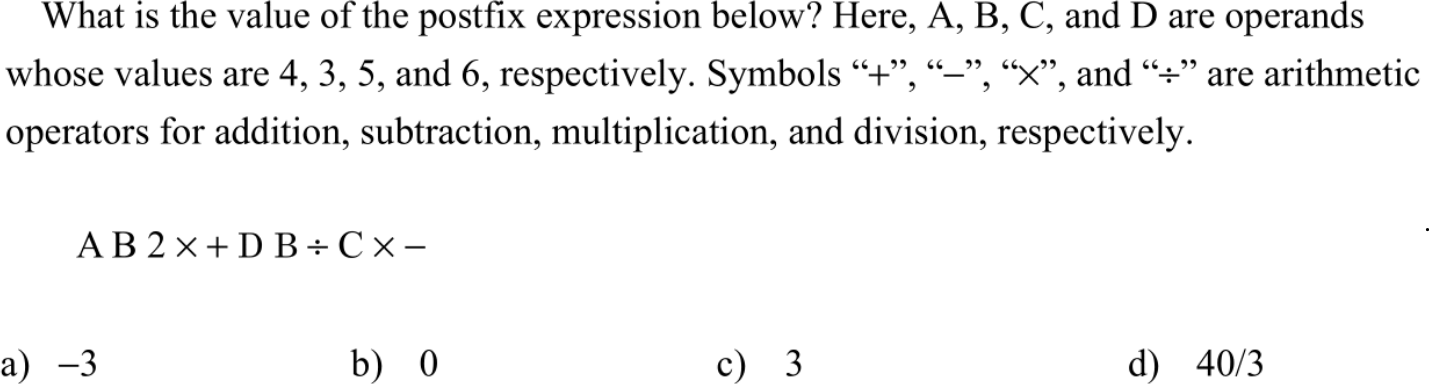 What is the value of the postfix expression below? Here, A, B, C, and D are operands
whose values are 4, 3, 5, and 6, respectively. Symbols “+”, “–”, “×”, and “÷” are arithmetic
operators for addition, subtraction, multiplication, and division, respectively.
A B 2 × + D B ÷ C × –
a) –3 b) 0 c) 3 d) 40/3